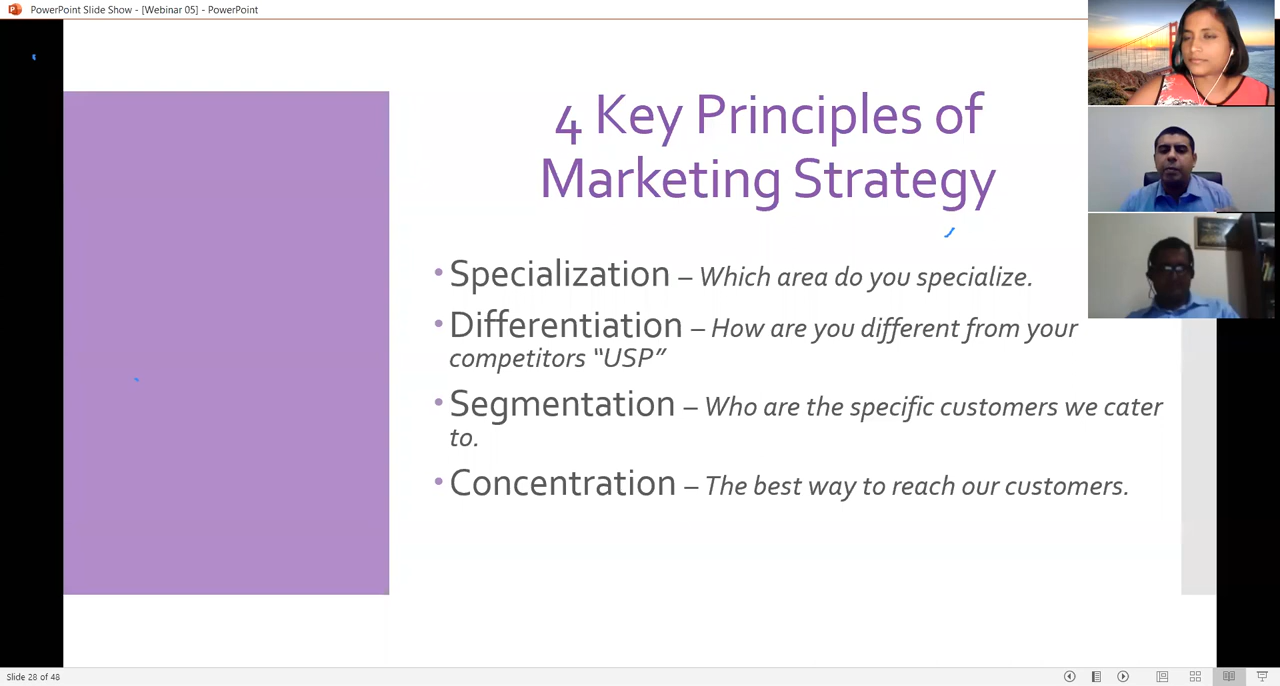 PowerPoint Slide Show - [Webinar 05] - PowerPoint
4 Key Principles of
Marketing Strategy
• Specialization – Which area do you specialize.
• Differentiation – How are you different from your
competitors “USP”
• Segmentation – Who are the specific customers we cater
to.
• Concentration – The best way to reach our customers.
Slide 28 of 48